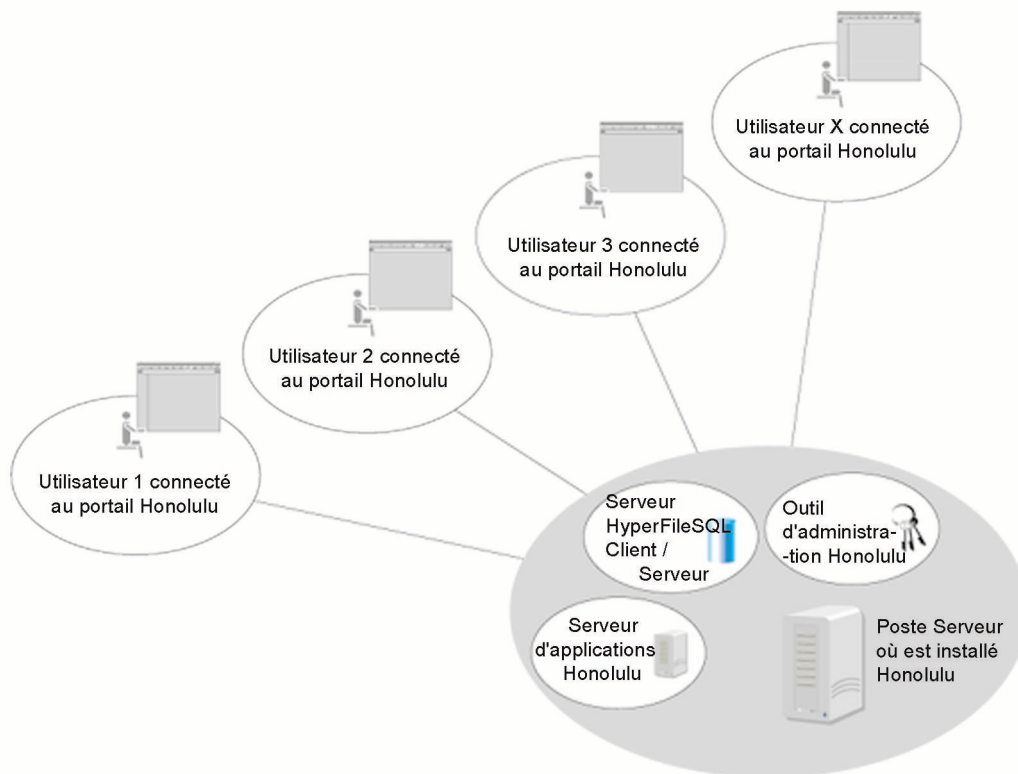 Utilisateur X connecté
au portail Honolulu
Utilisateur 3 connecté
au portail Honolulu
Utilisateur 2 connecté
au portail Honolulu
Utilisateur 1 connecté
au portail Honolulu
Serveur
HyperFileSQL
Client /
Serveur
Outil
d'administra-
-tion Honolulu
Serveur
d'applications
Honolulu
Poste Serveur
où est installé
Honolulu